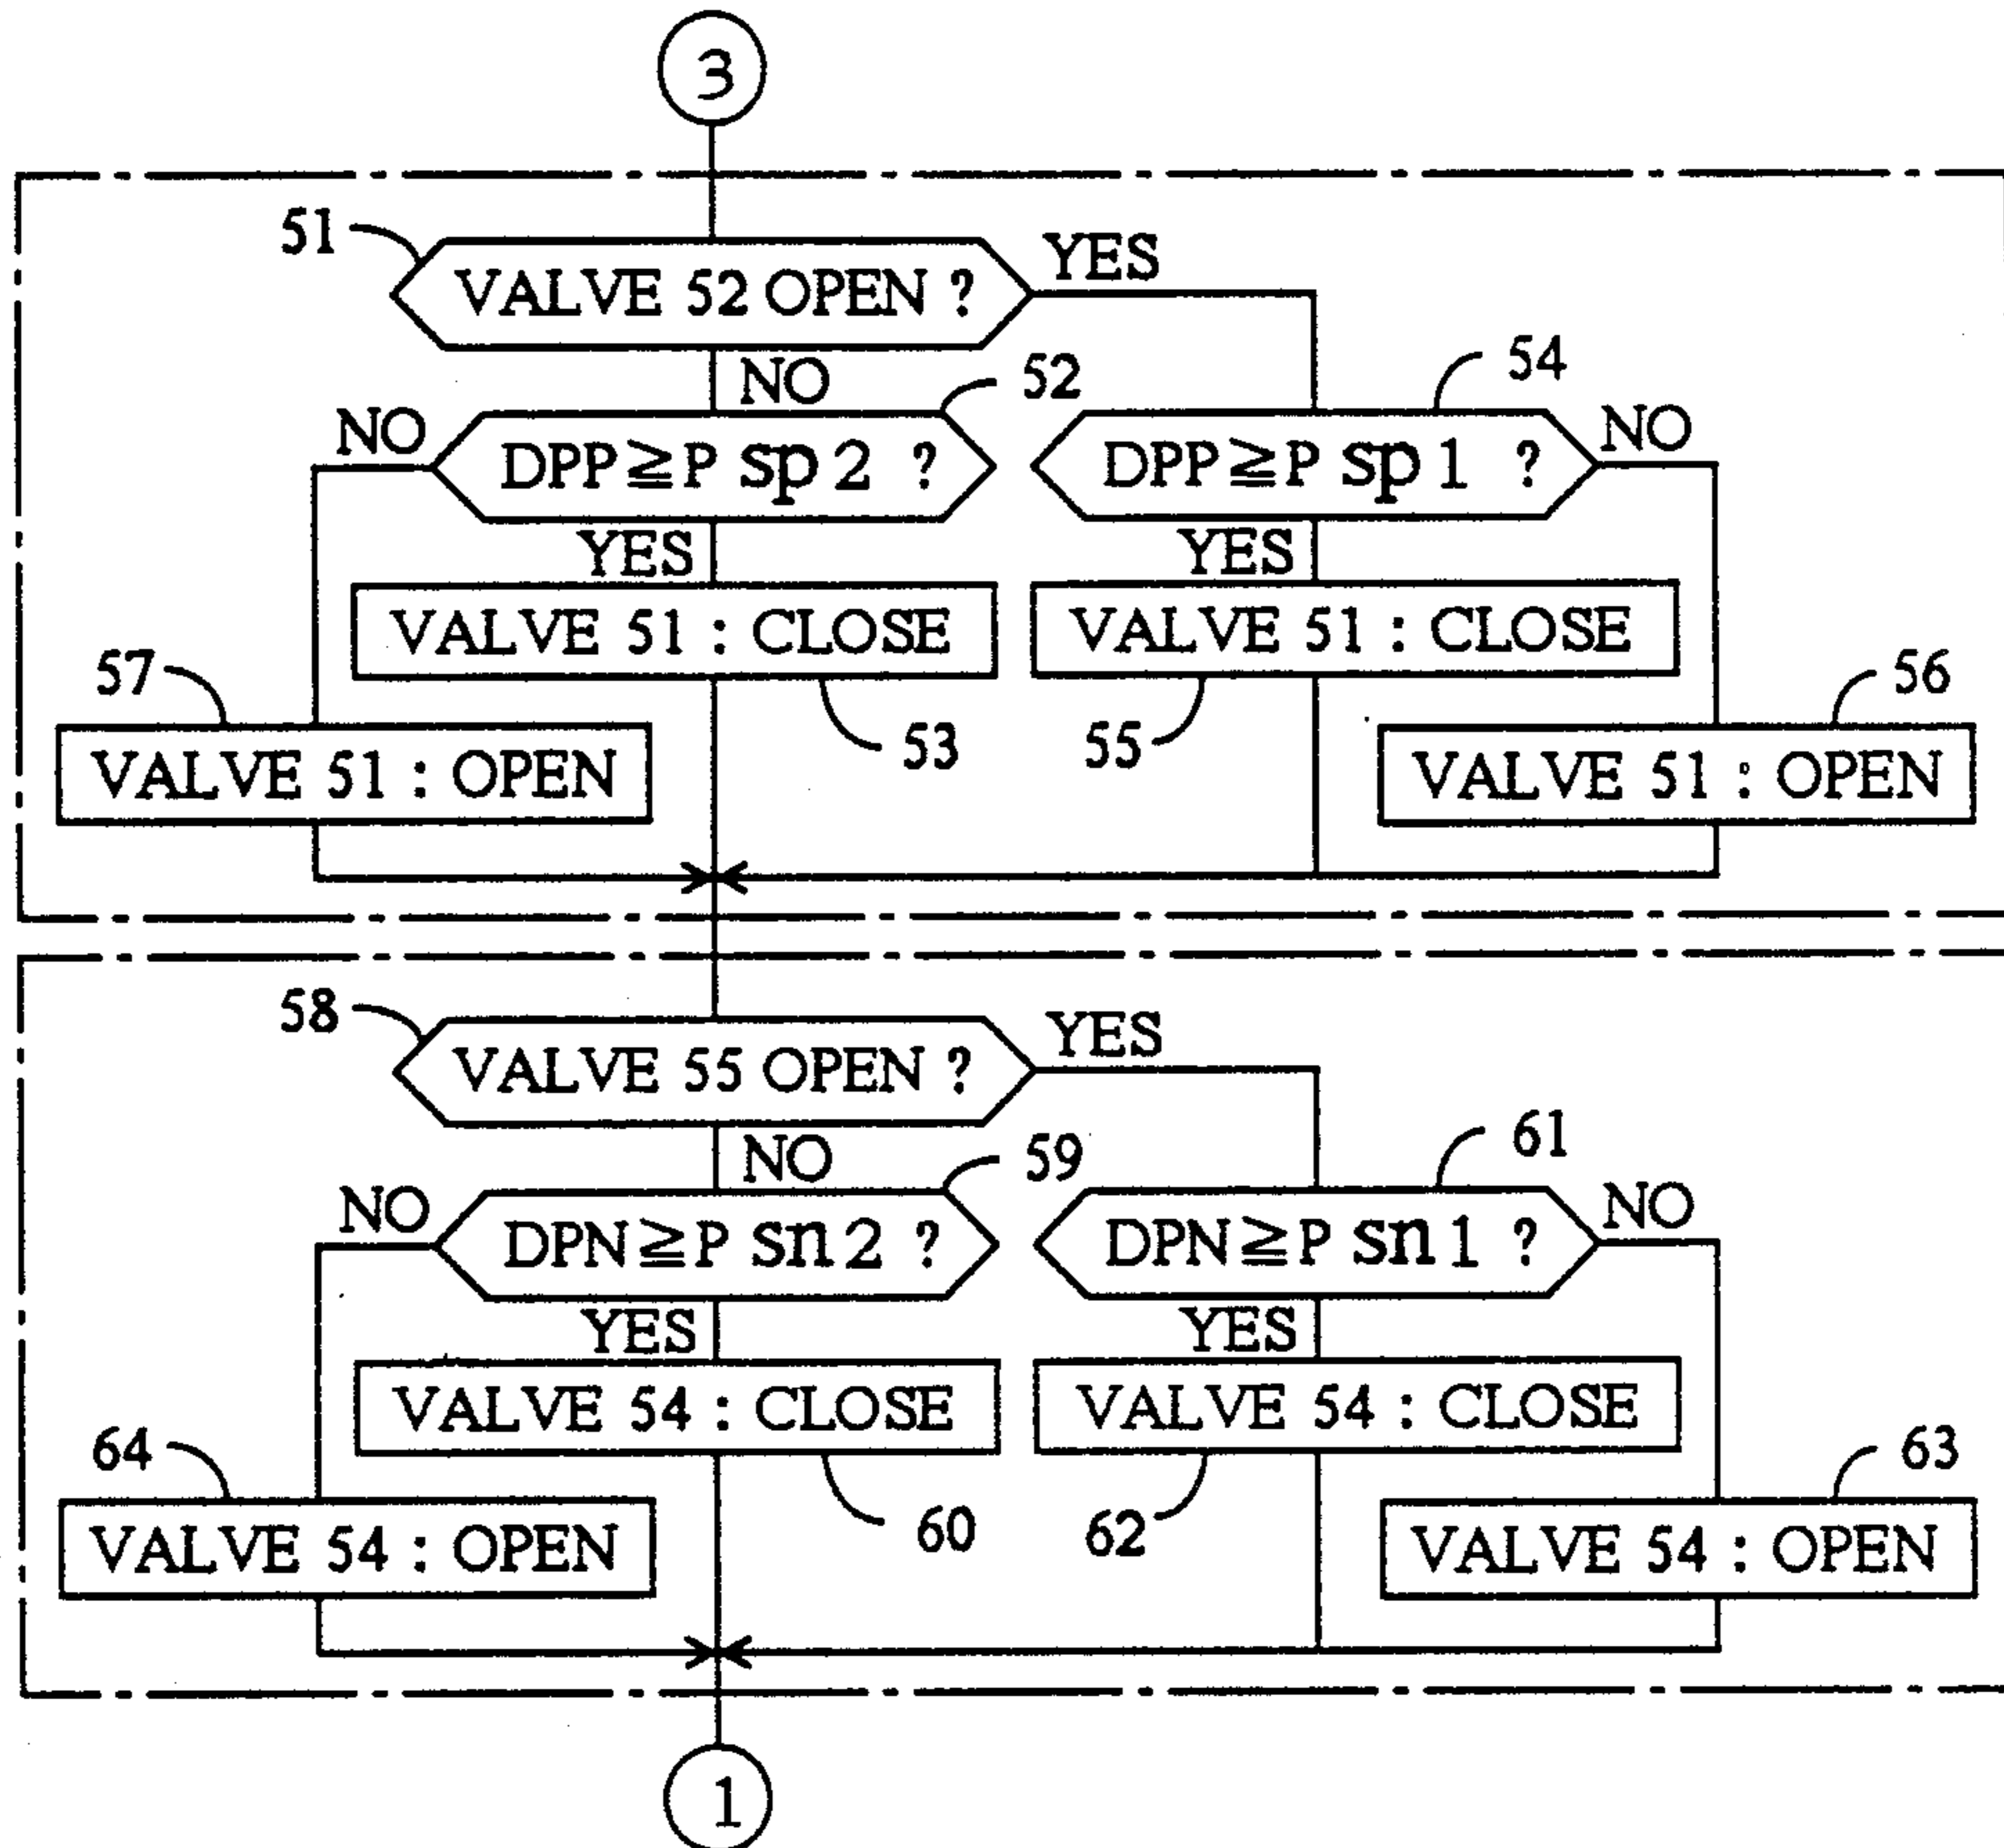 3
51
VALVE 52 OPEN ?
YES
NO
52
54
NO
DPP≧P sp 2 ?
DPP≧P sp 1 ?
NO
YES
YES
VALVE 51 : CLOSE
VALVE 51 : CLOSE
57
53
55
56
VALVE 51 : OPEN
VALVE 51 : OPEN
58
VALVE 55 OPEN ?
YES
NO
59
61
NO
DPN≧P sn 2 ?
DPN≧P sn 1 ?
NO
YES
YES
VALVE 54 : CLOSE
VALVE 54 : CLOSE
64
60
62
63
VALVE 54 : OPEN
VALVE 54 : OPEN
1